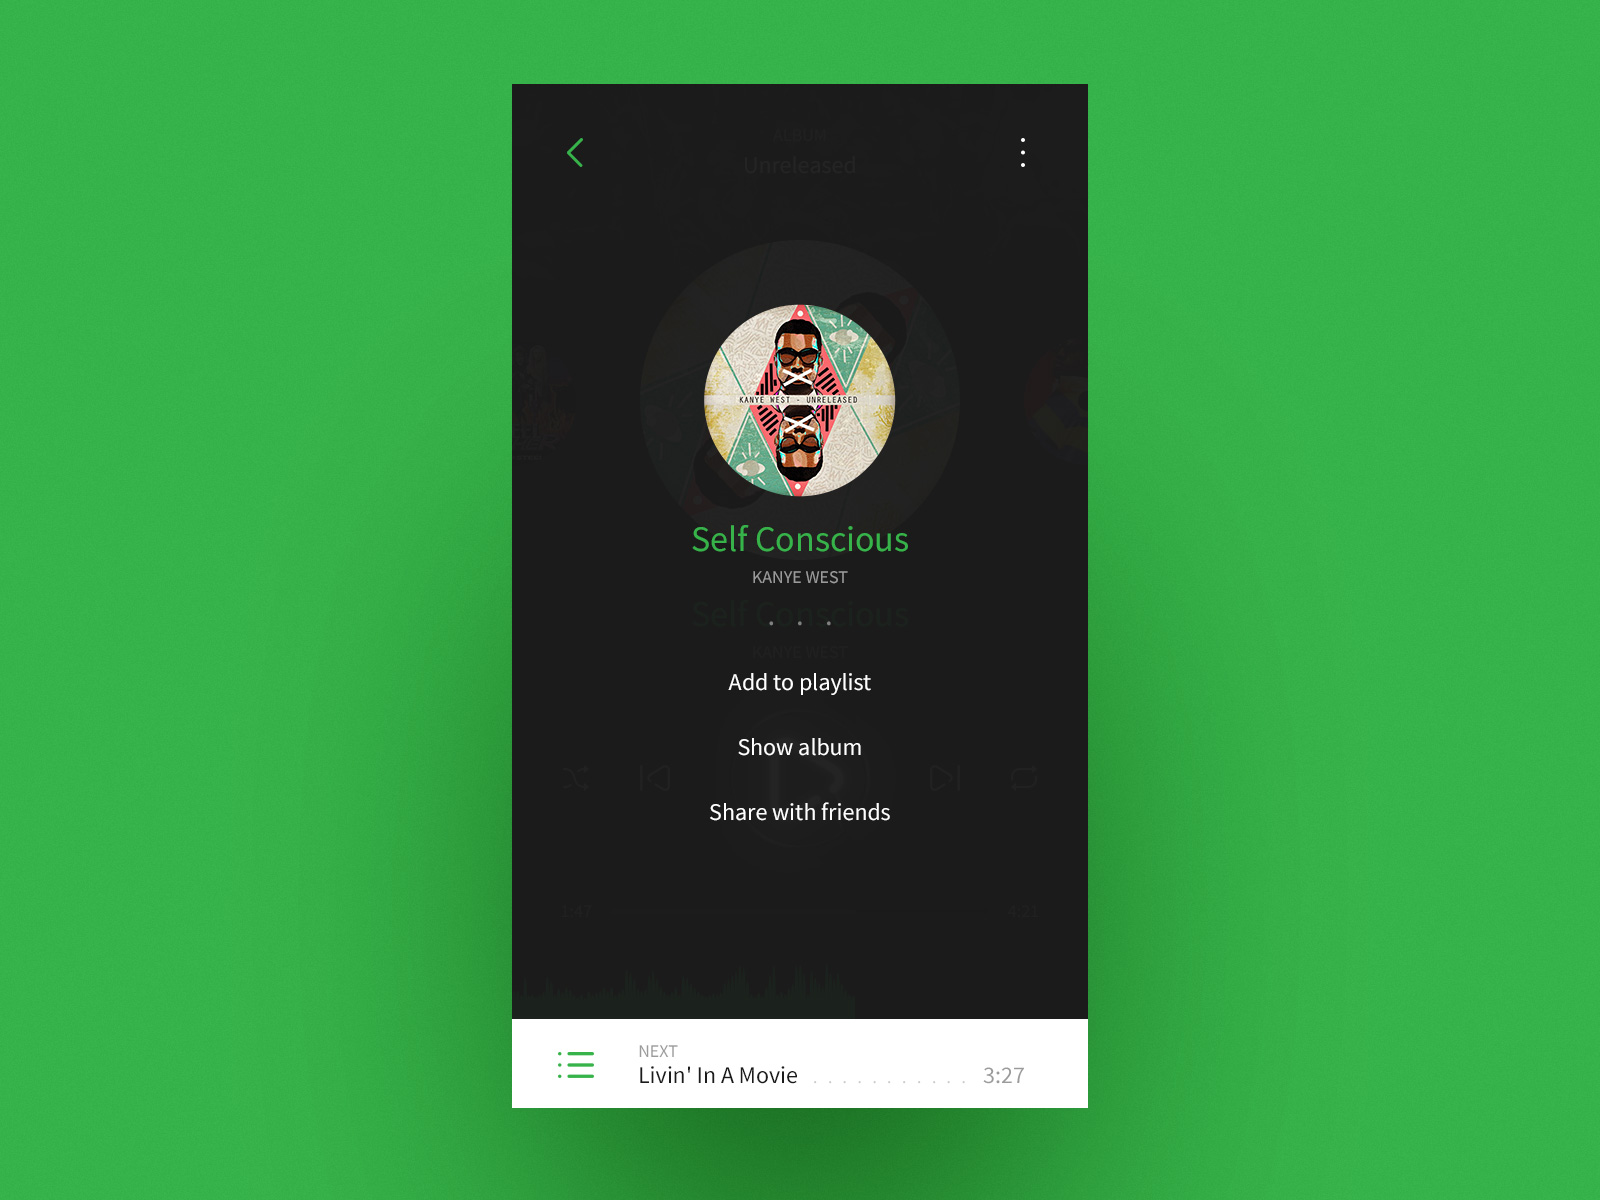 ALBUM
Unreleased
KANYE WEST - UNRELEASED
Self Conscious
KANYE WEST
Self Conscious
KANYE WEST
Add to playlist
Show album
Share with friends
1:47
4:21
NEXT
Livin' In A Movie . . . . . . . . . . . 3:27